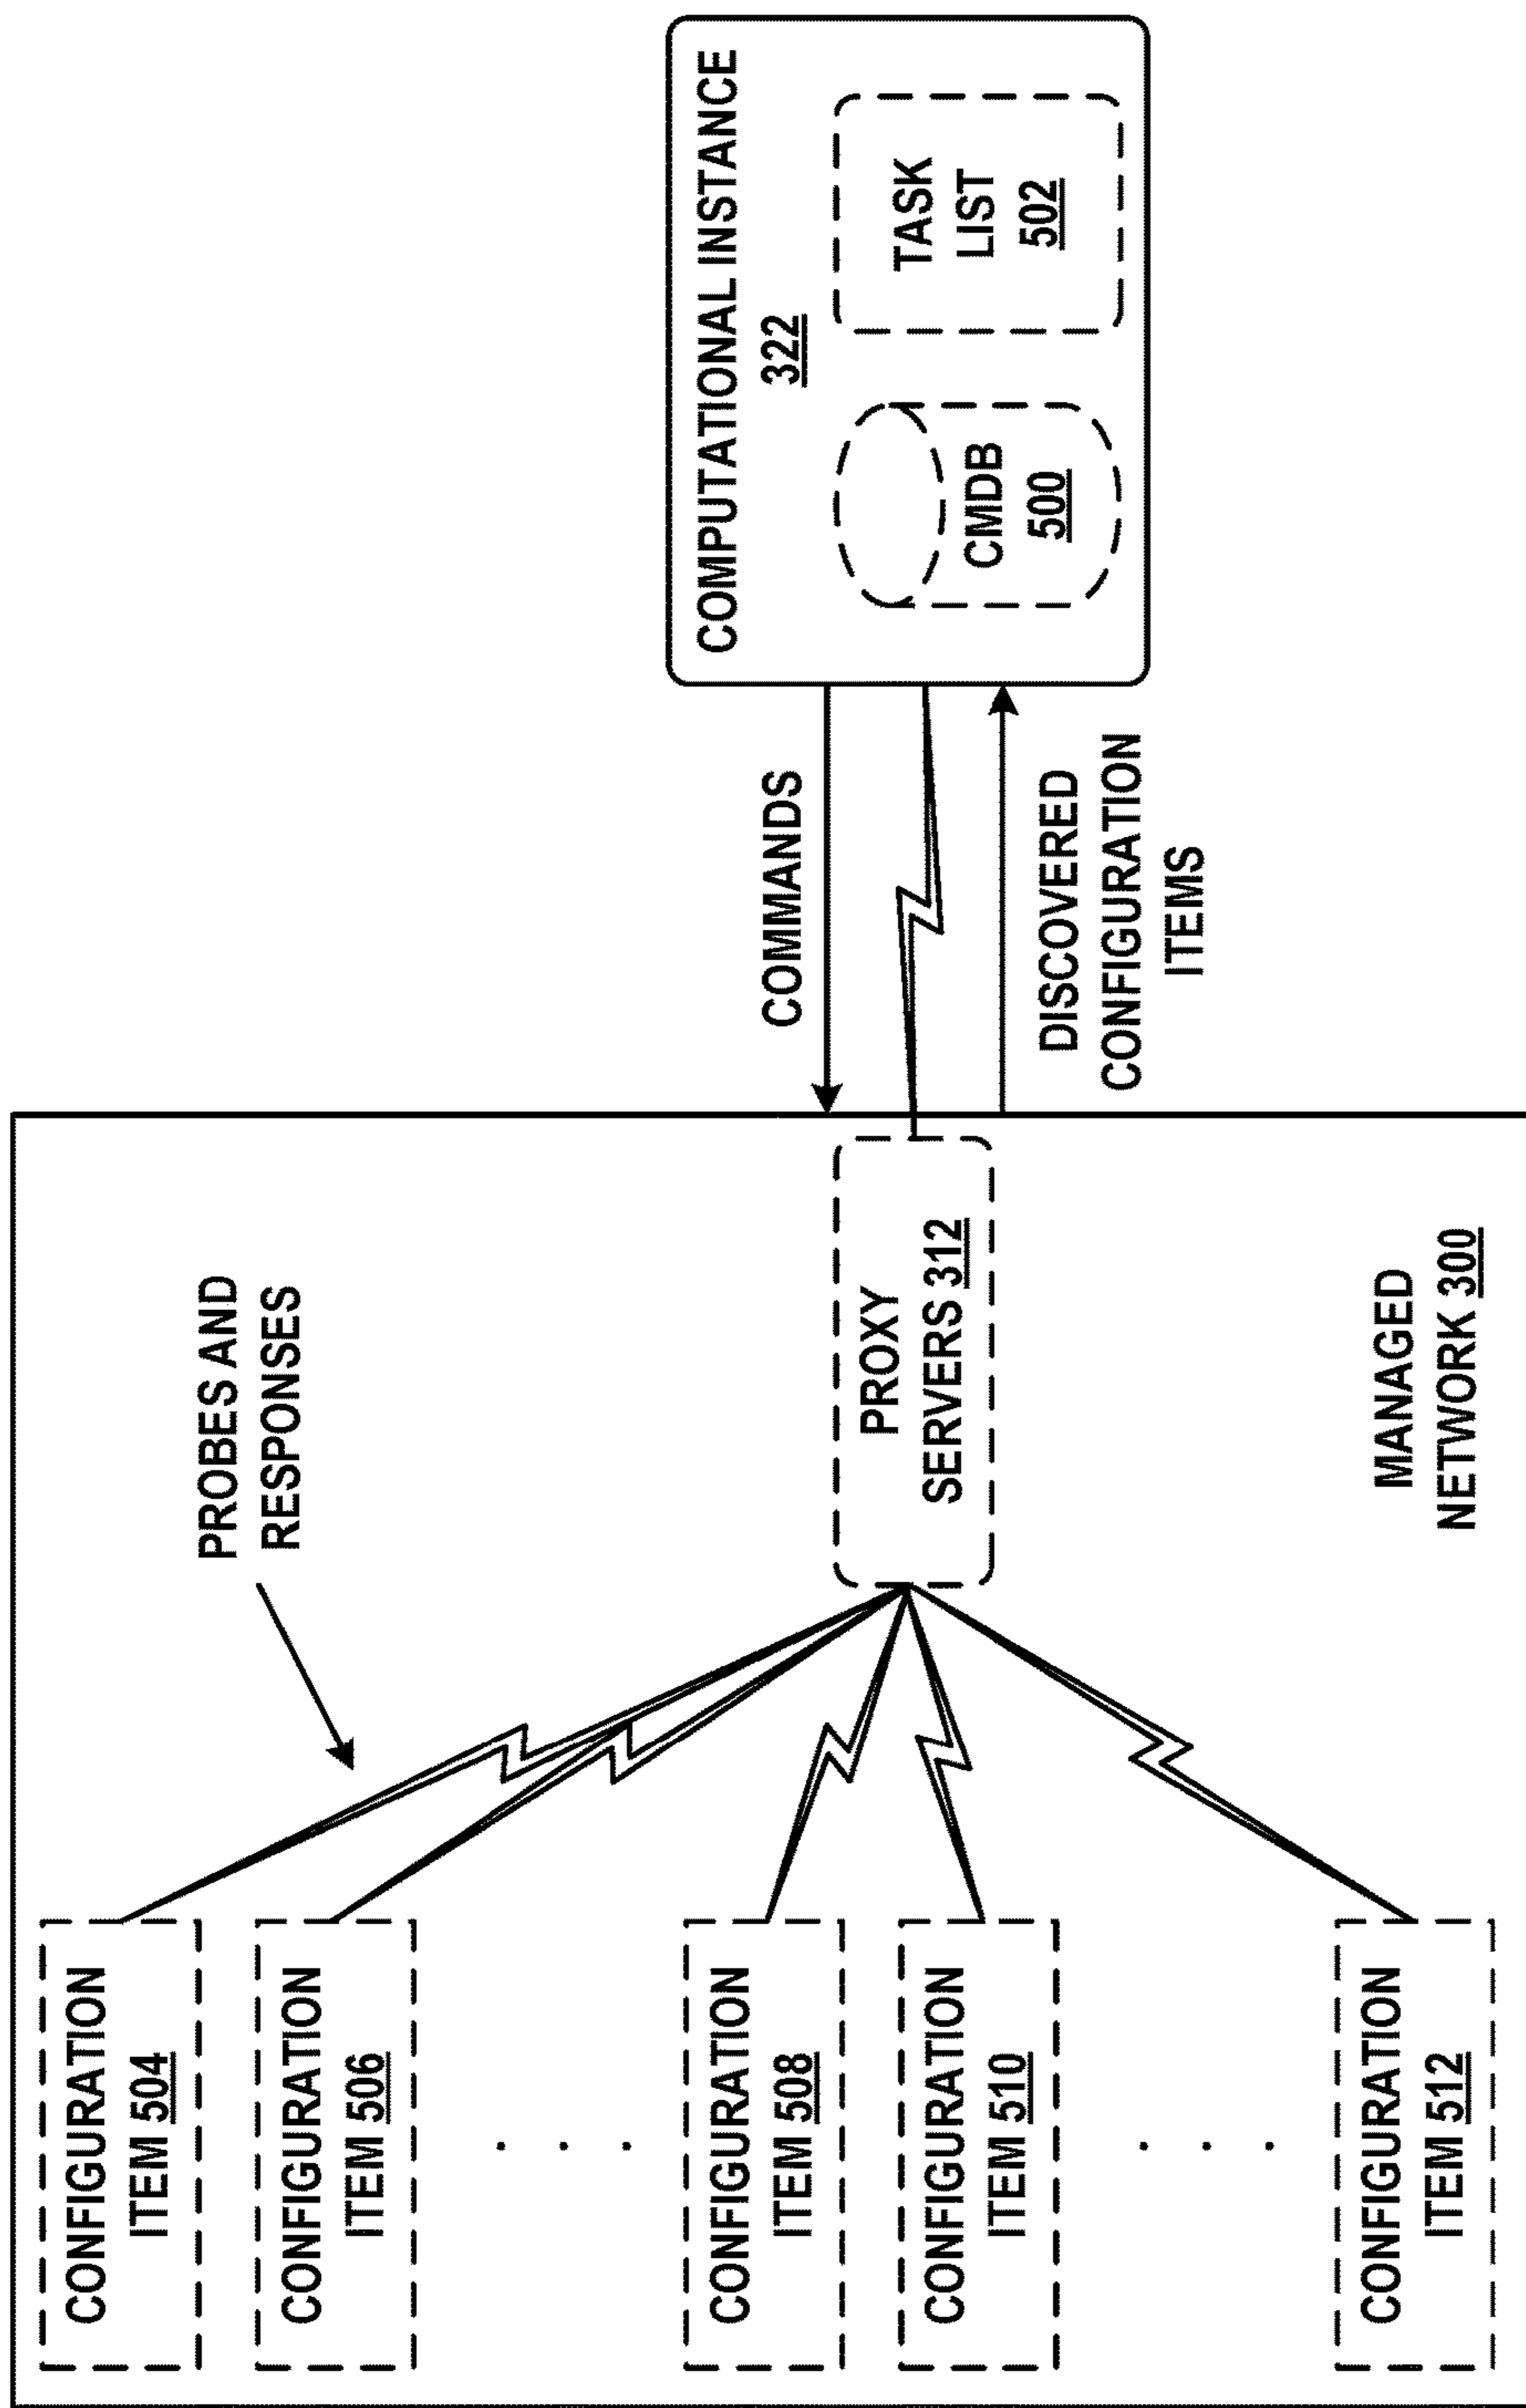 CONFIGURATION
ITEM 504
CONFIGURATION
ITEM 506
. . .
CONFIGURATION
ITEM 508
CONFIGURATION
ITEM 510
. . .
CONFIGURATION
ITEM 512
PROBES AND
RESPONSES
PROXY
SERVERS 312
MANAGED
NETWORK 300
COMMANDS
DISCOVERED
CONFIGURATION
ITEMS
COMPUTATIONAL INSTANCE
322
CMDB
500
TASK
LIST
502